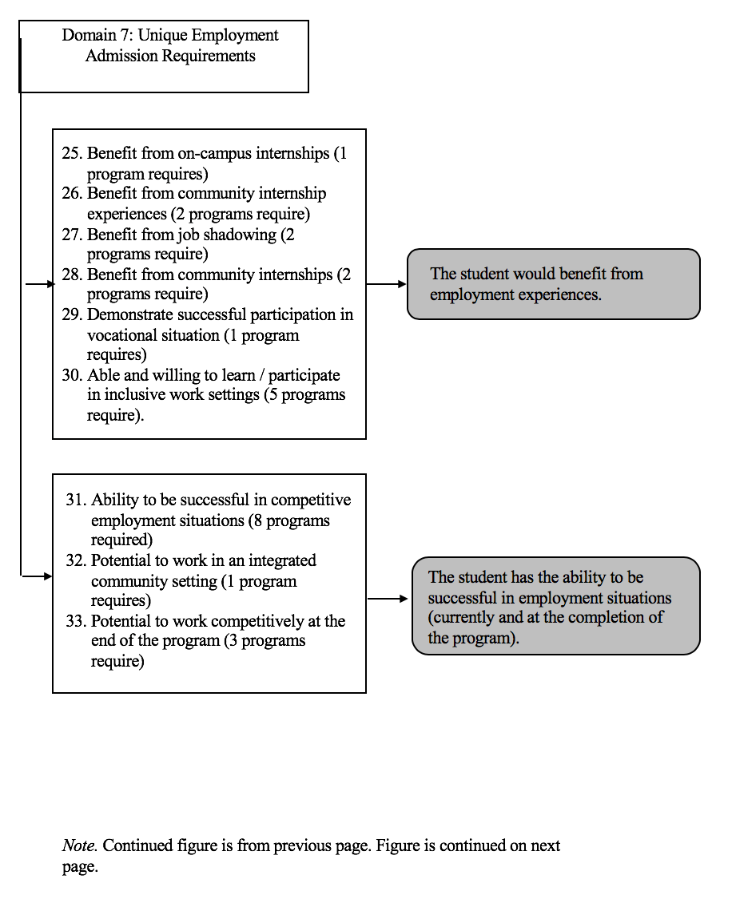 Domain 7: Unique Employment
Admission Requirements
25. Benefit from on-campus internships (1
program requires)
26. Benefit from community internship
experiences (2 programs require)
27. Benefit from job shadowing (2
programs require)
28. Benefit from community internships (2
programs require)
29. Demonstrate successful participation in
vocational situation (1 program
requires)
30. Able and willing to learn / participate
in inclusive work settings (5 programs
require).
The student would benefit from
employment experiences.
31. Ability to be successful in competitive
employment situations (8 programs
required)
32. Potential to work in an integrated
community setting (1 program
requires)
33. Potential to work competitively at the
end of the program (3 programs
require)
The student has the ability to be
successful in employment situations
(currently and at the completion of
the program).
Note. Continued figure is from previous page. Figure is continued on next
page.